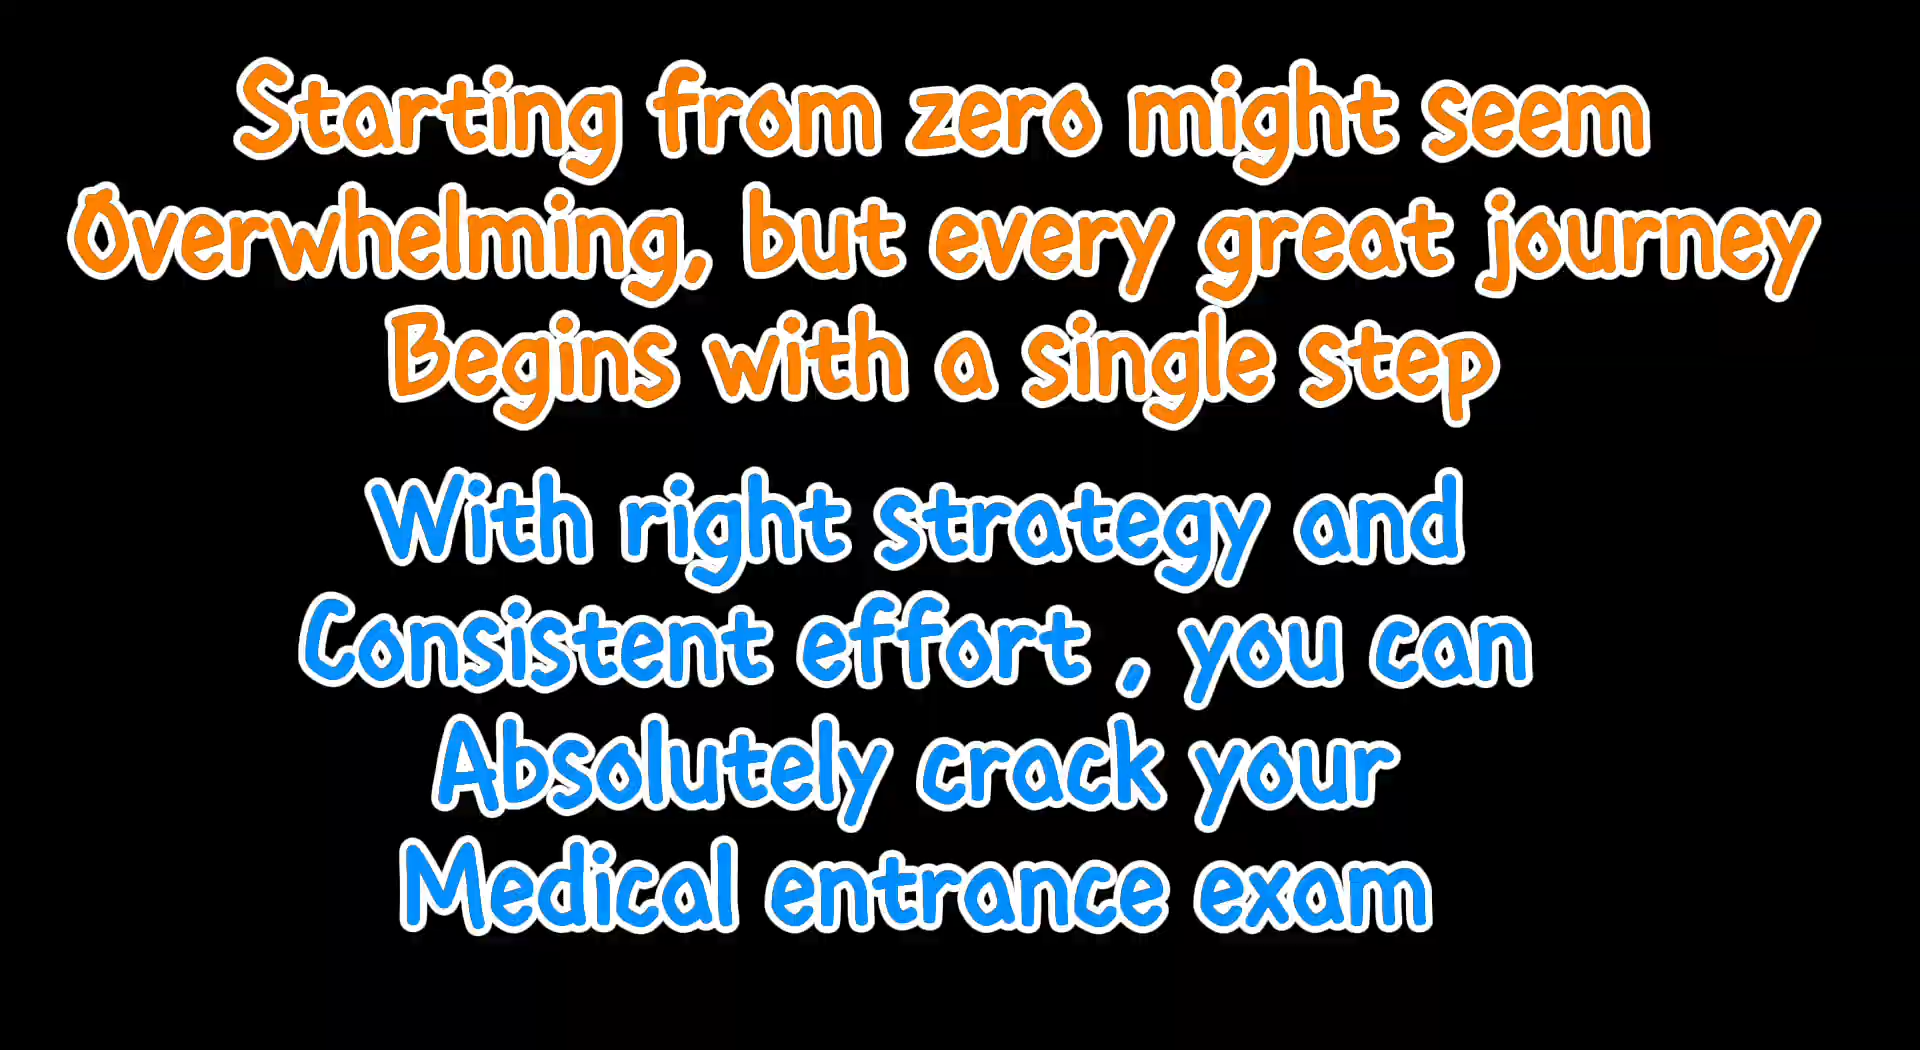 Starting from zero might seem
Overwhelming, but every great journey
Begins with a single step
With right strategy and
Consistent effort , you can
Absolutely crack your
Medical entrance exam